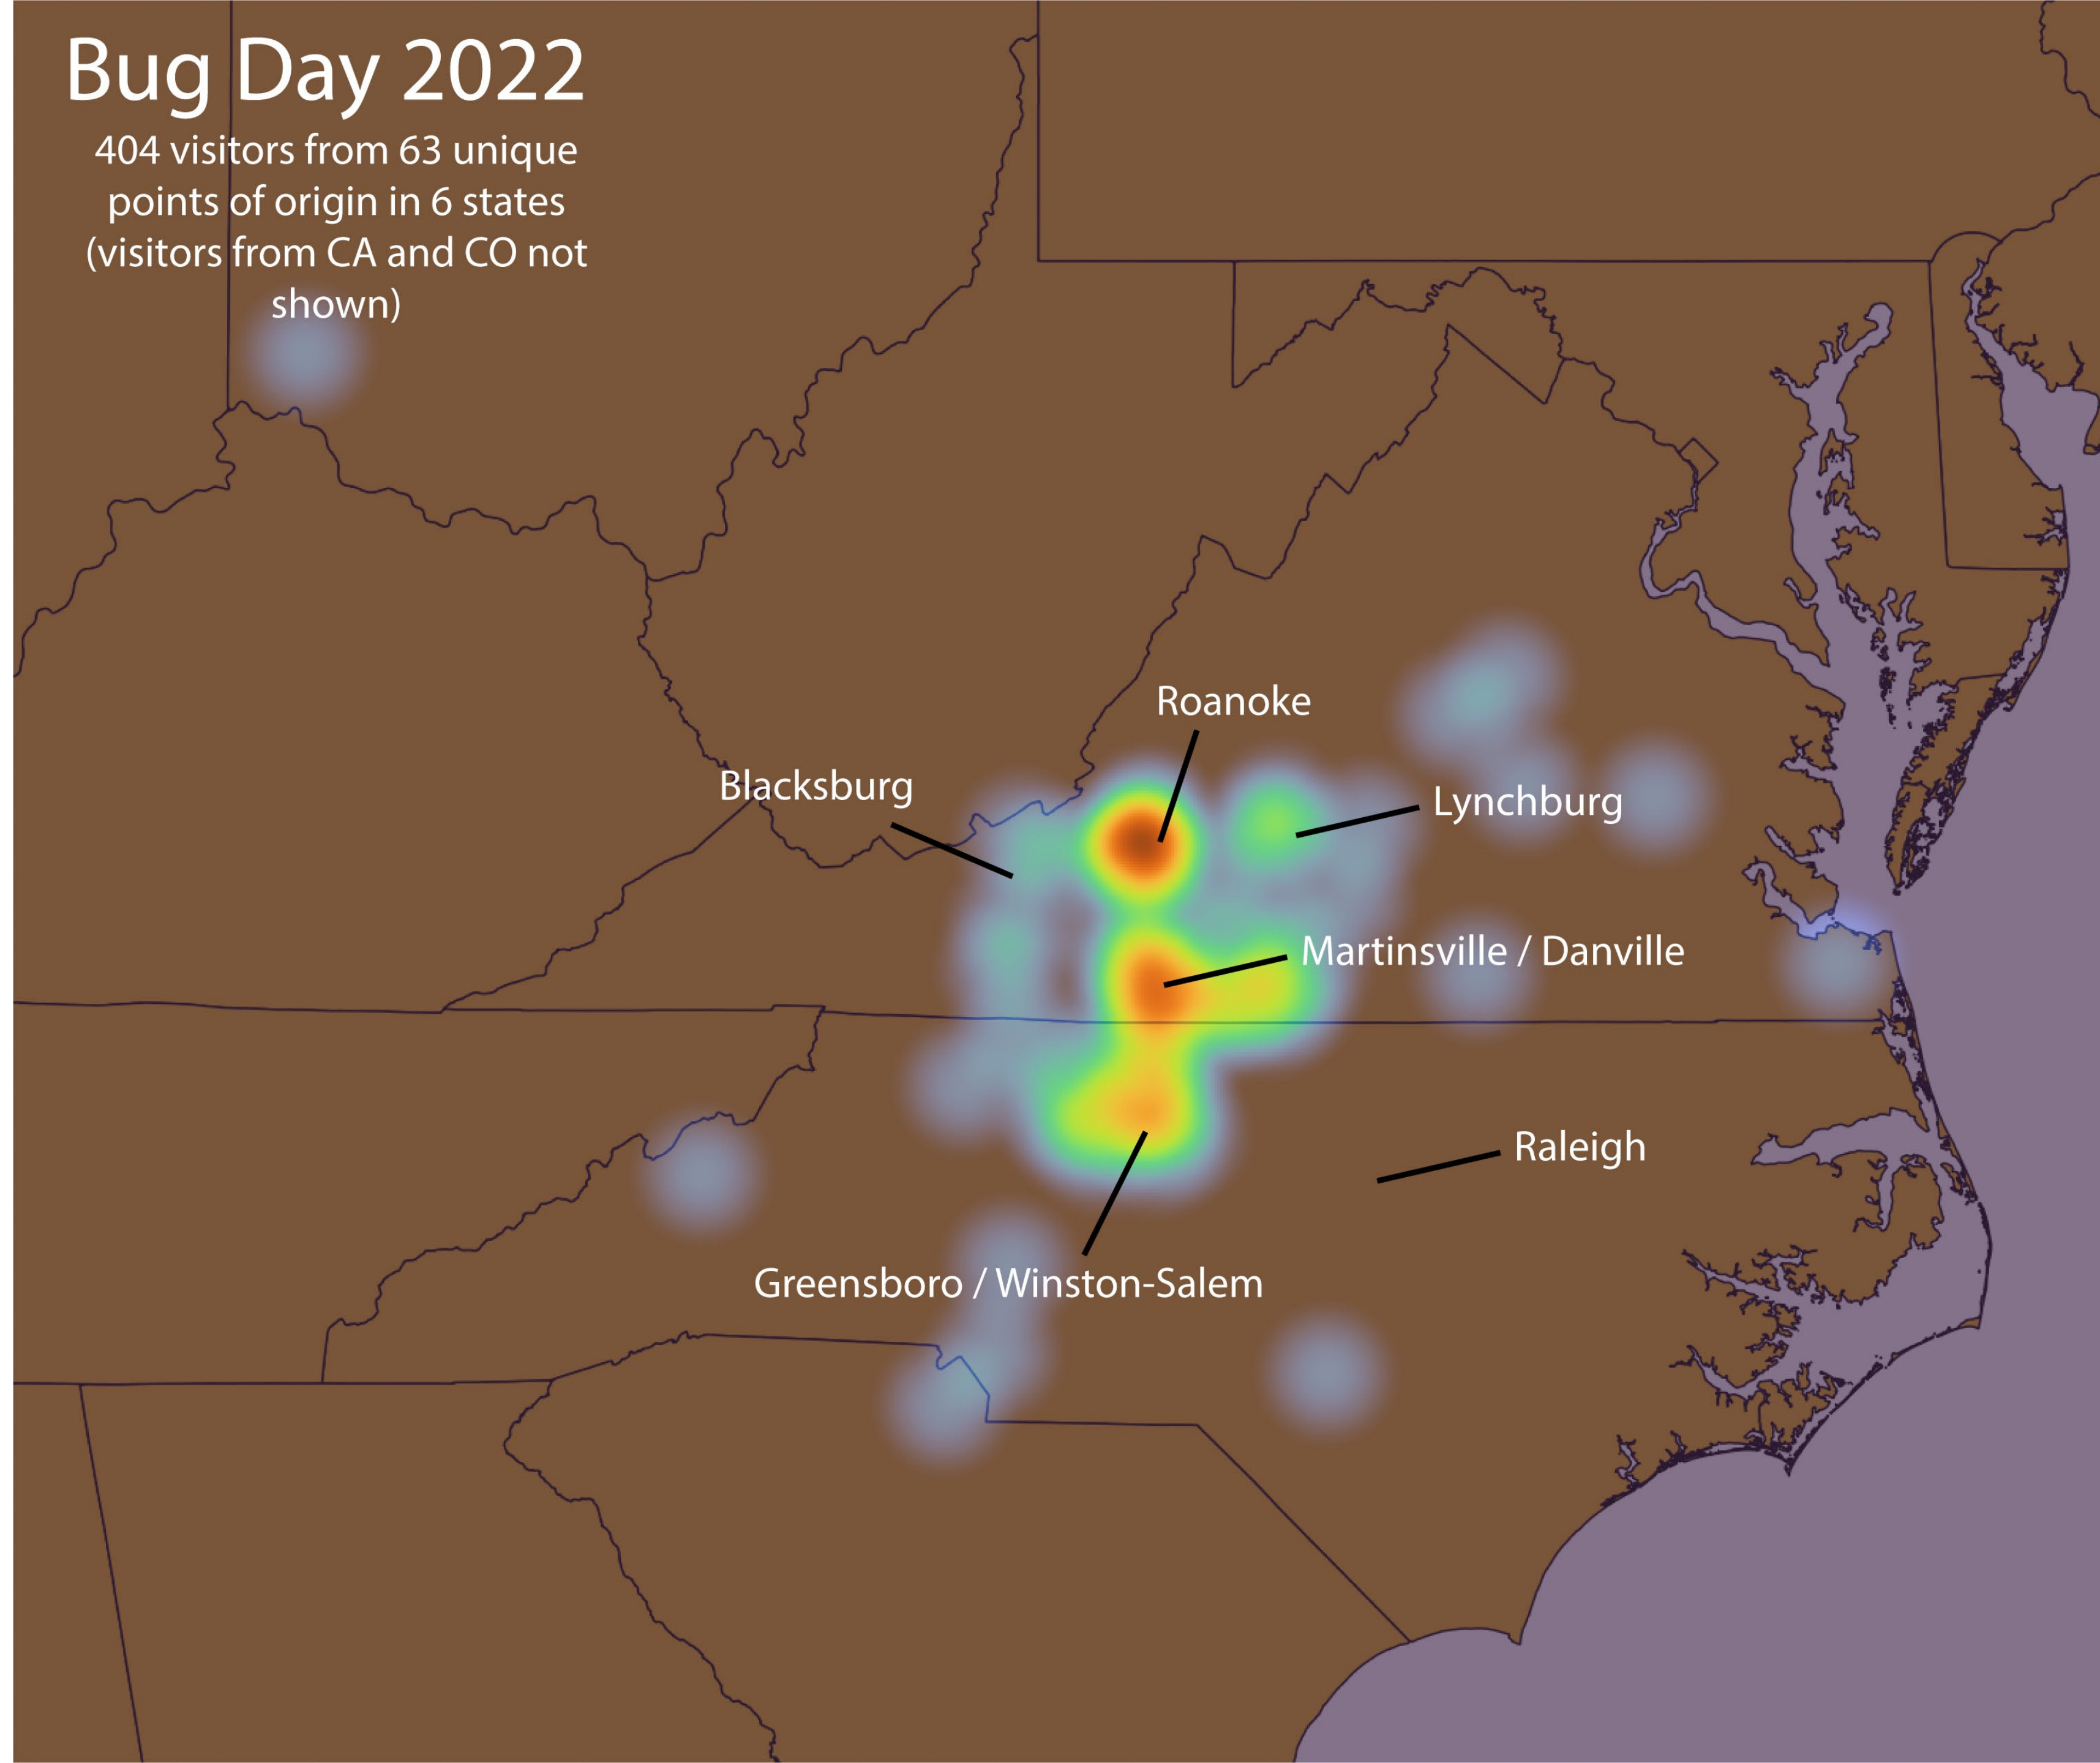 Bug Day 2022
404 visitors from 63 unique
points of origin in 6 states
(visitors from CA and CO not
shown)
Roanoke
Blacksburg
Lynchburg
Martinsville / Danville
Raleigh
Greensboro / Winston-Salem